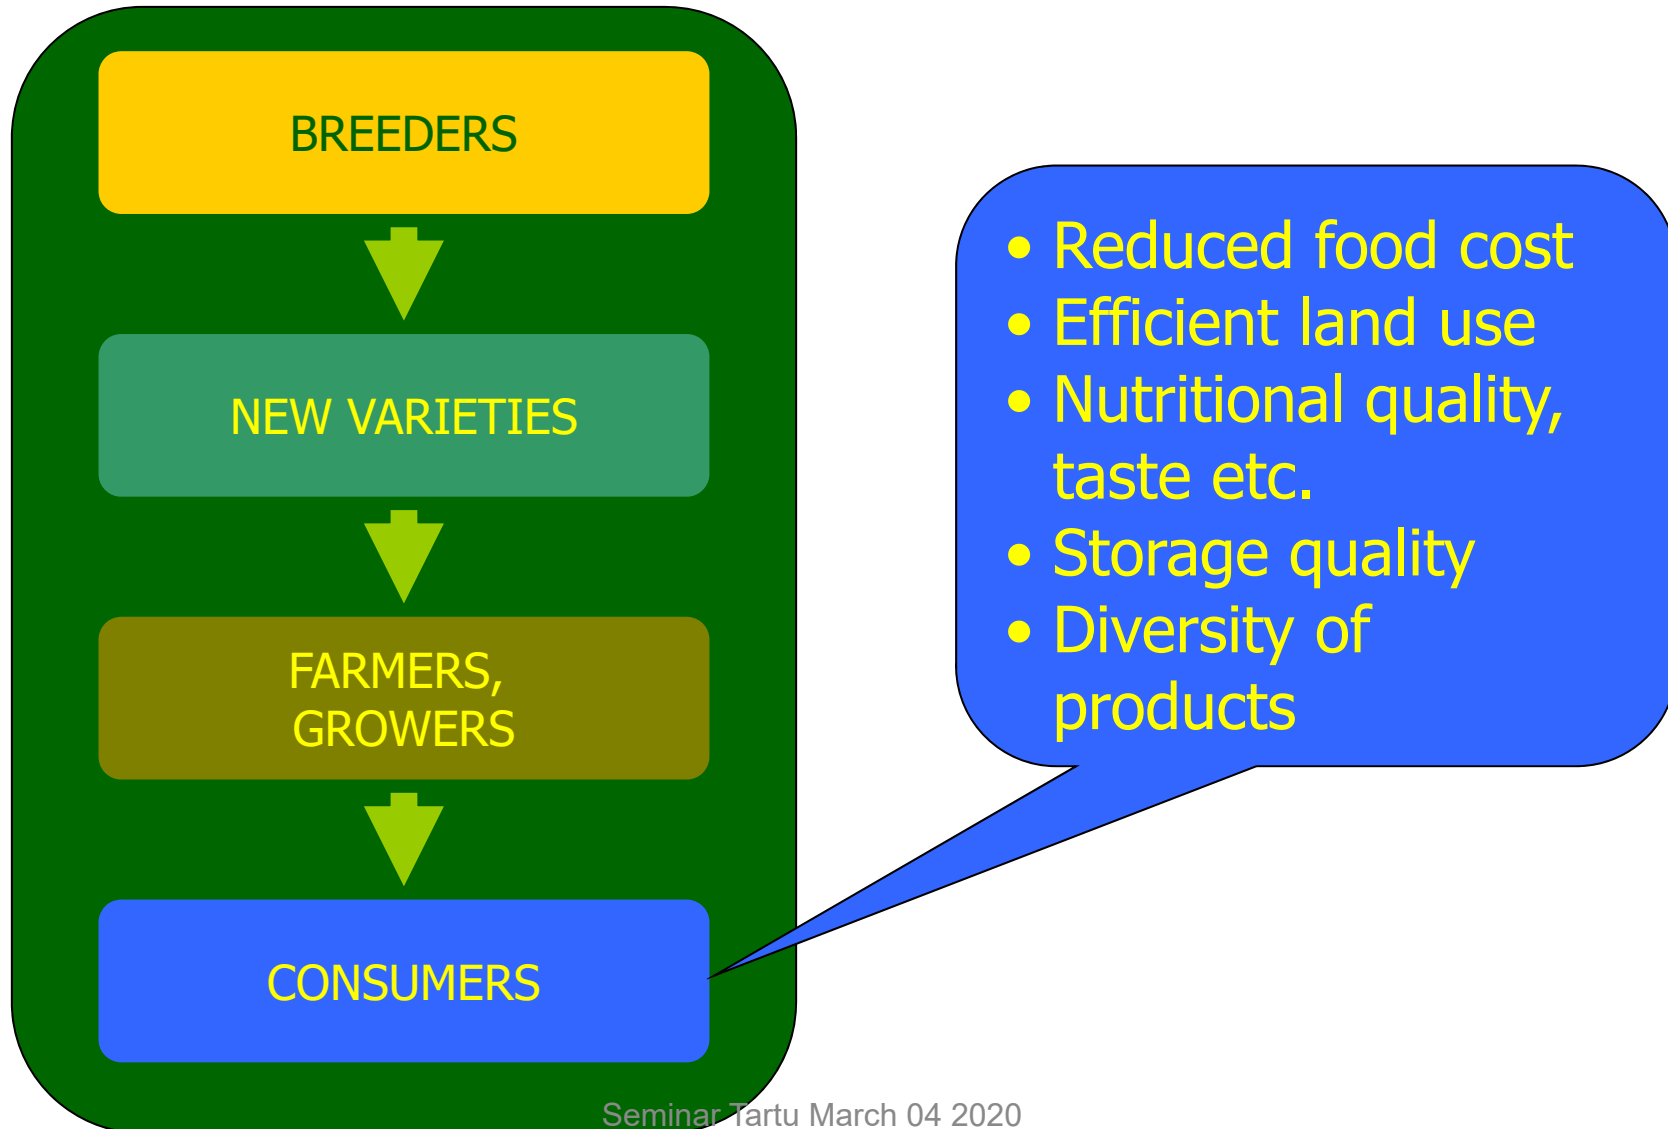 BREEDERS
NEW VARIETIES
FARMERS,
GROWERS
CONSUMERS
• Reduced food cost
• Efficient land use
• Nutritional quality,
taste etc.
• Storage quality
• Diversity of
products
Seminar Tartu March 04 2020